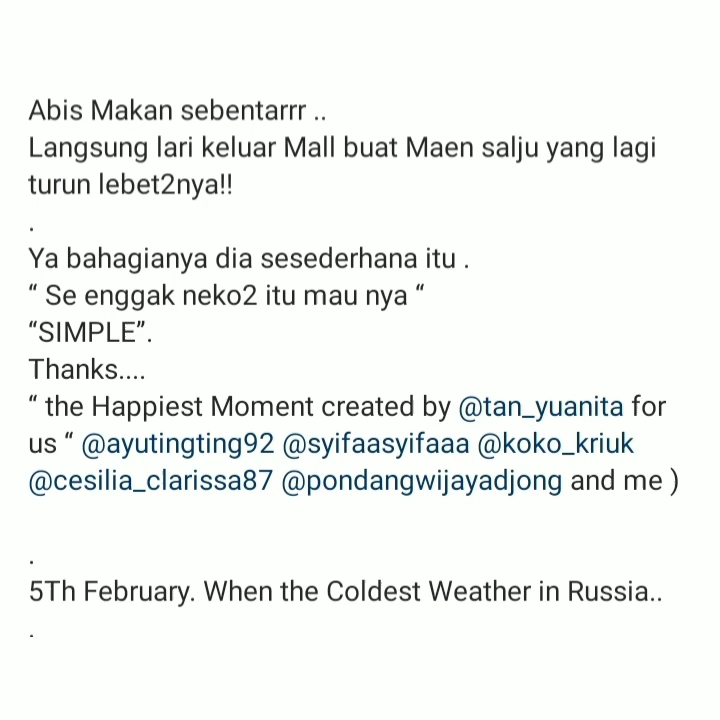 Abis Makan sebentarrr ..
Langsung lari keluar Mall buat Maen salju yang lagi
turun lebet2nya!!
.
Ya bahagianya dia sesederhana itu .
“ Se enggak neko2 itu mau nya “
“SIMPLE”.
Thanks....
“ the Happiest Moment created by @tan_yuanita for
us “ @ayutingting92 @syifaasyifaaa @koko_kriuk
@cesilia_clarissa87 @pondangwijayadjong and me )
.
5Th February. When the Coldest Weather in Russia..
.